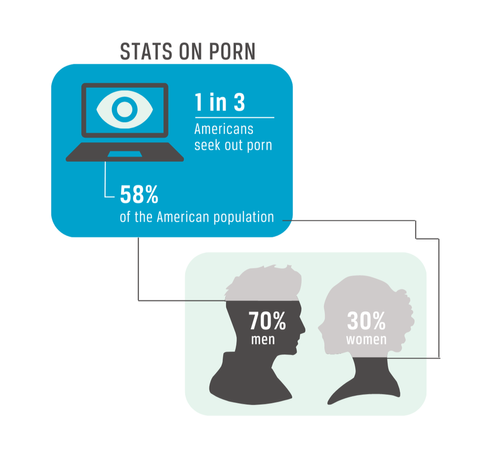 STATS ON PORN
1 in 3
Americans
seek out porn
58%
of the American population
70%
men
30%
women